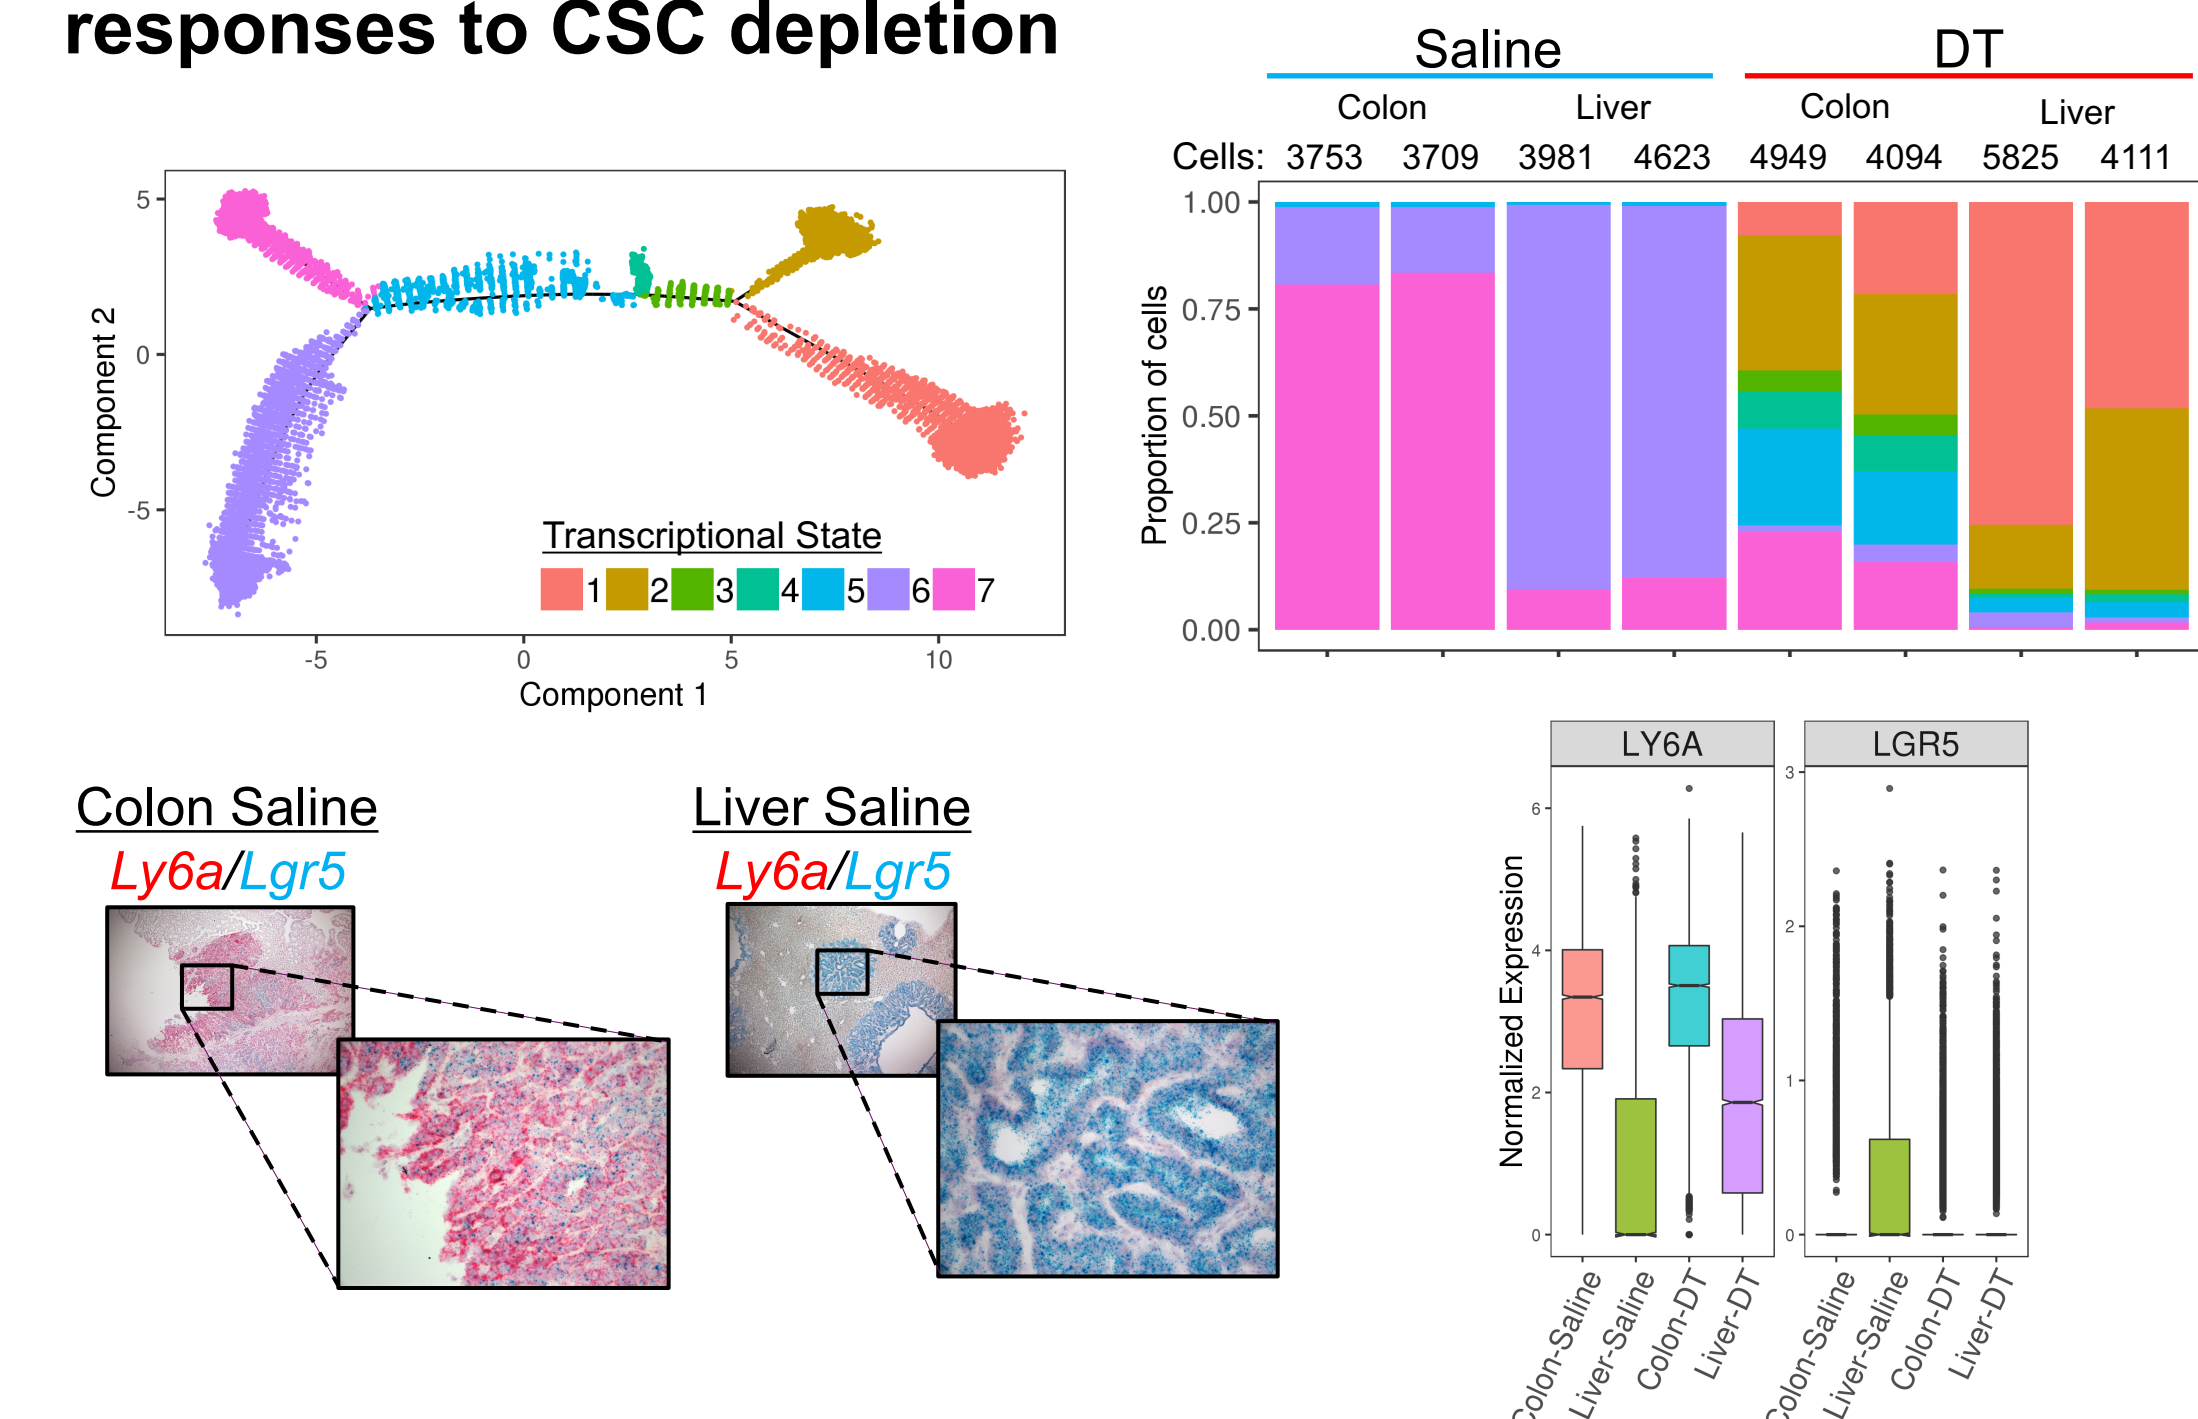 responses to CSC depletion
Saline DT
Colon Liver Colon Liver
Cells: 3753 3709 3981 4623 4949 4094 5825 4111
5
0
-5
Component 2
Transcriptional State
1 2 3 4 5 6 7
-5 0 5 10
Component 1
1.00
0.75
0.50
0.25
0.00
Proportion of cells
Colon Saline
Ly6a/Lgr5
Liver Saline
Ly6a/Lgr5
LY6A LGR5
Normalized Expression
6
4
2
0
3
2
1
0
Colon-Saline
Liver-Saline
Colon-DT
Liver-DT
Colon-Saline
Liver-Saline
Colon-DT
Liver-DT